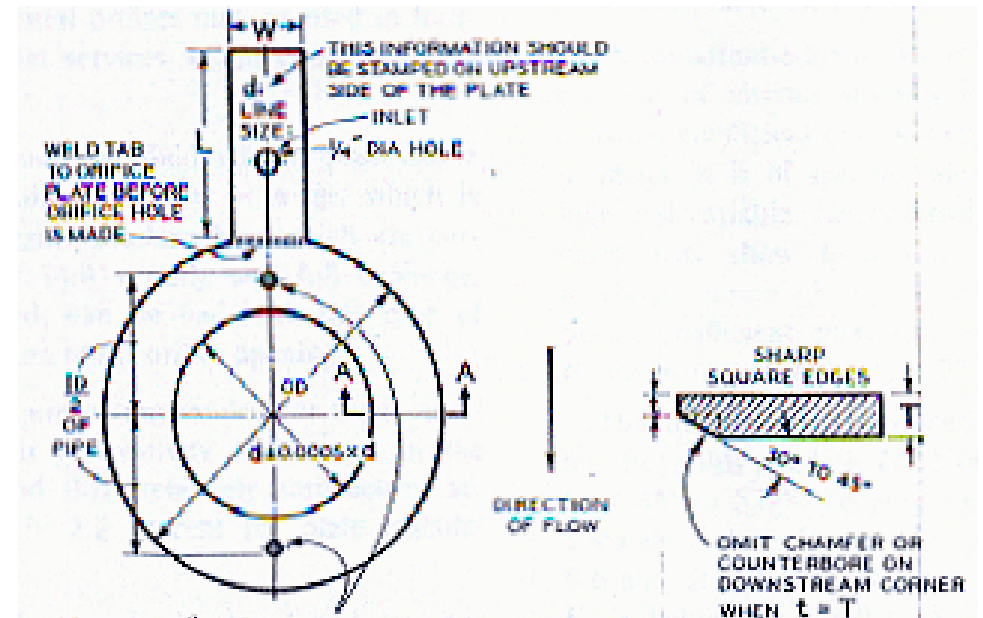 W
THIS INFORMATION SHOULD
BE STAMPED ON UPSTREAM
SIDE OF THE PLATE
d:
LINE
SIZE:
INLET
1/4" DIA HOLE
L
WELD TAB
TO ORIFICE
PLATE BEFORE
ORIFICE HOLE
IS MADE
OD
A A
ID
OF
PIPE
d±0.0005×d
DIRECTION
OF FLOW
SHARP
SQUARE EDGES
T
30° TO 45°
OMIT CHAMFER OR
COUNTERBORE ON
DOWNSTREAM CORNER
WHEN t = T